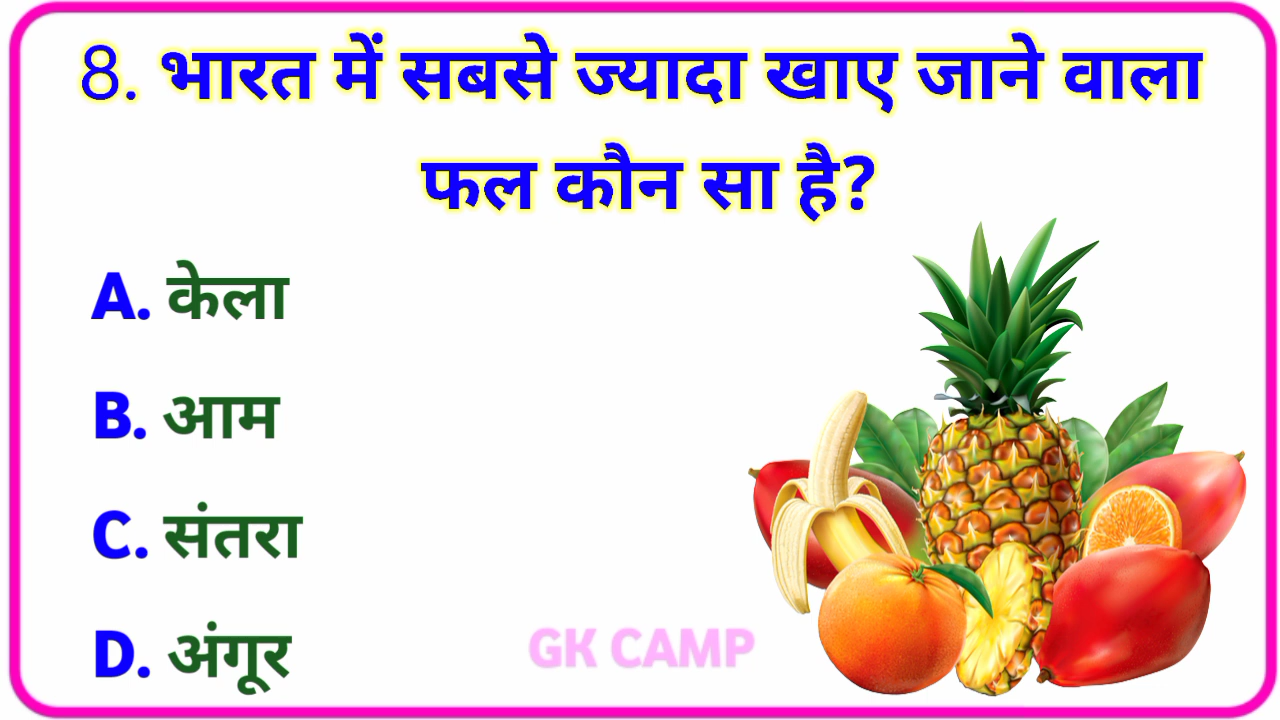 8. भारत में सबसे ज्यादा खाए जाने वाला
फल कौन सा है?
A. केला
B. आम
C. संतरा
D. अंगूर
GK CAMP